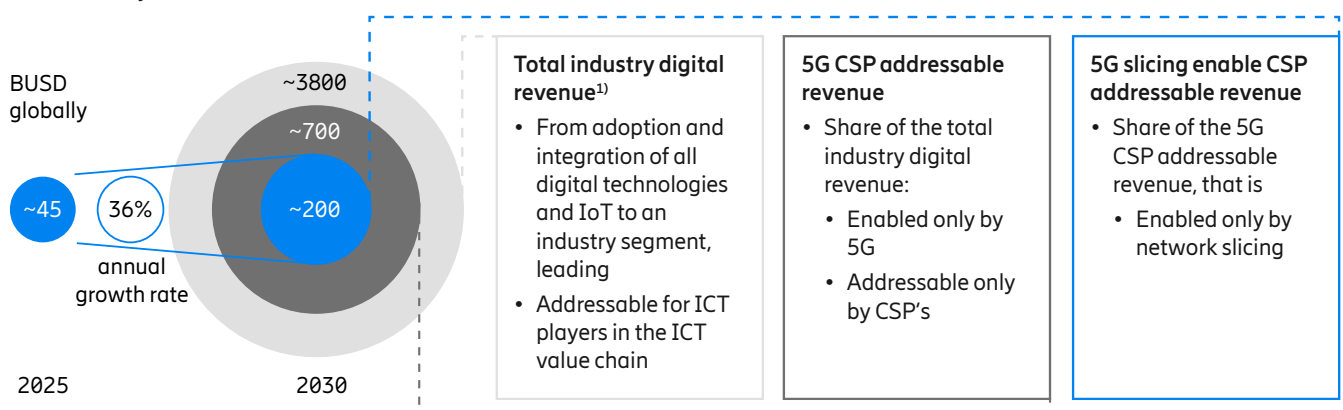 BUSD
globally
~3800
~700
~45
36%
~200
annual
growth rate
2025
2030
Total industry digital
revenue¹⁾
• From adoption and
integration of all
digital technologies
and IoT to an
industry segment,
leading
• Addressable for ICT
players in the ICT
value chain
5G CSP addressable
revenue
• Share of the total
industry digital
revenue:
• Enabled only by
5G
• Addressable only
by CSP’s
5G slicing enable CSP
addressable revenue
• Share of the 5G
CSP addressable
revenue, that is
• Enabled only by
network slicing